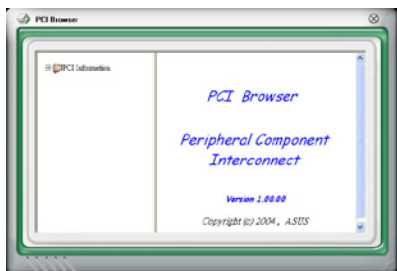 PCI Browser
PCI Information
PCI Browser
Peripheral Component
Interconnect
Version 1.00.00
Copyright (c) 2004, ASUS